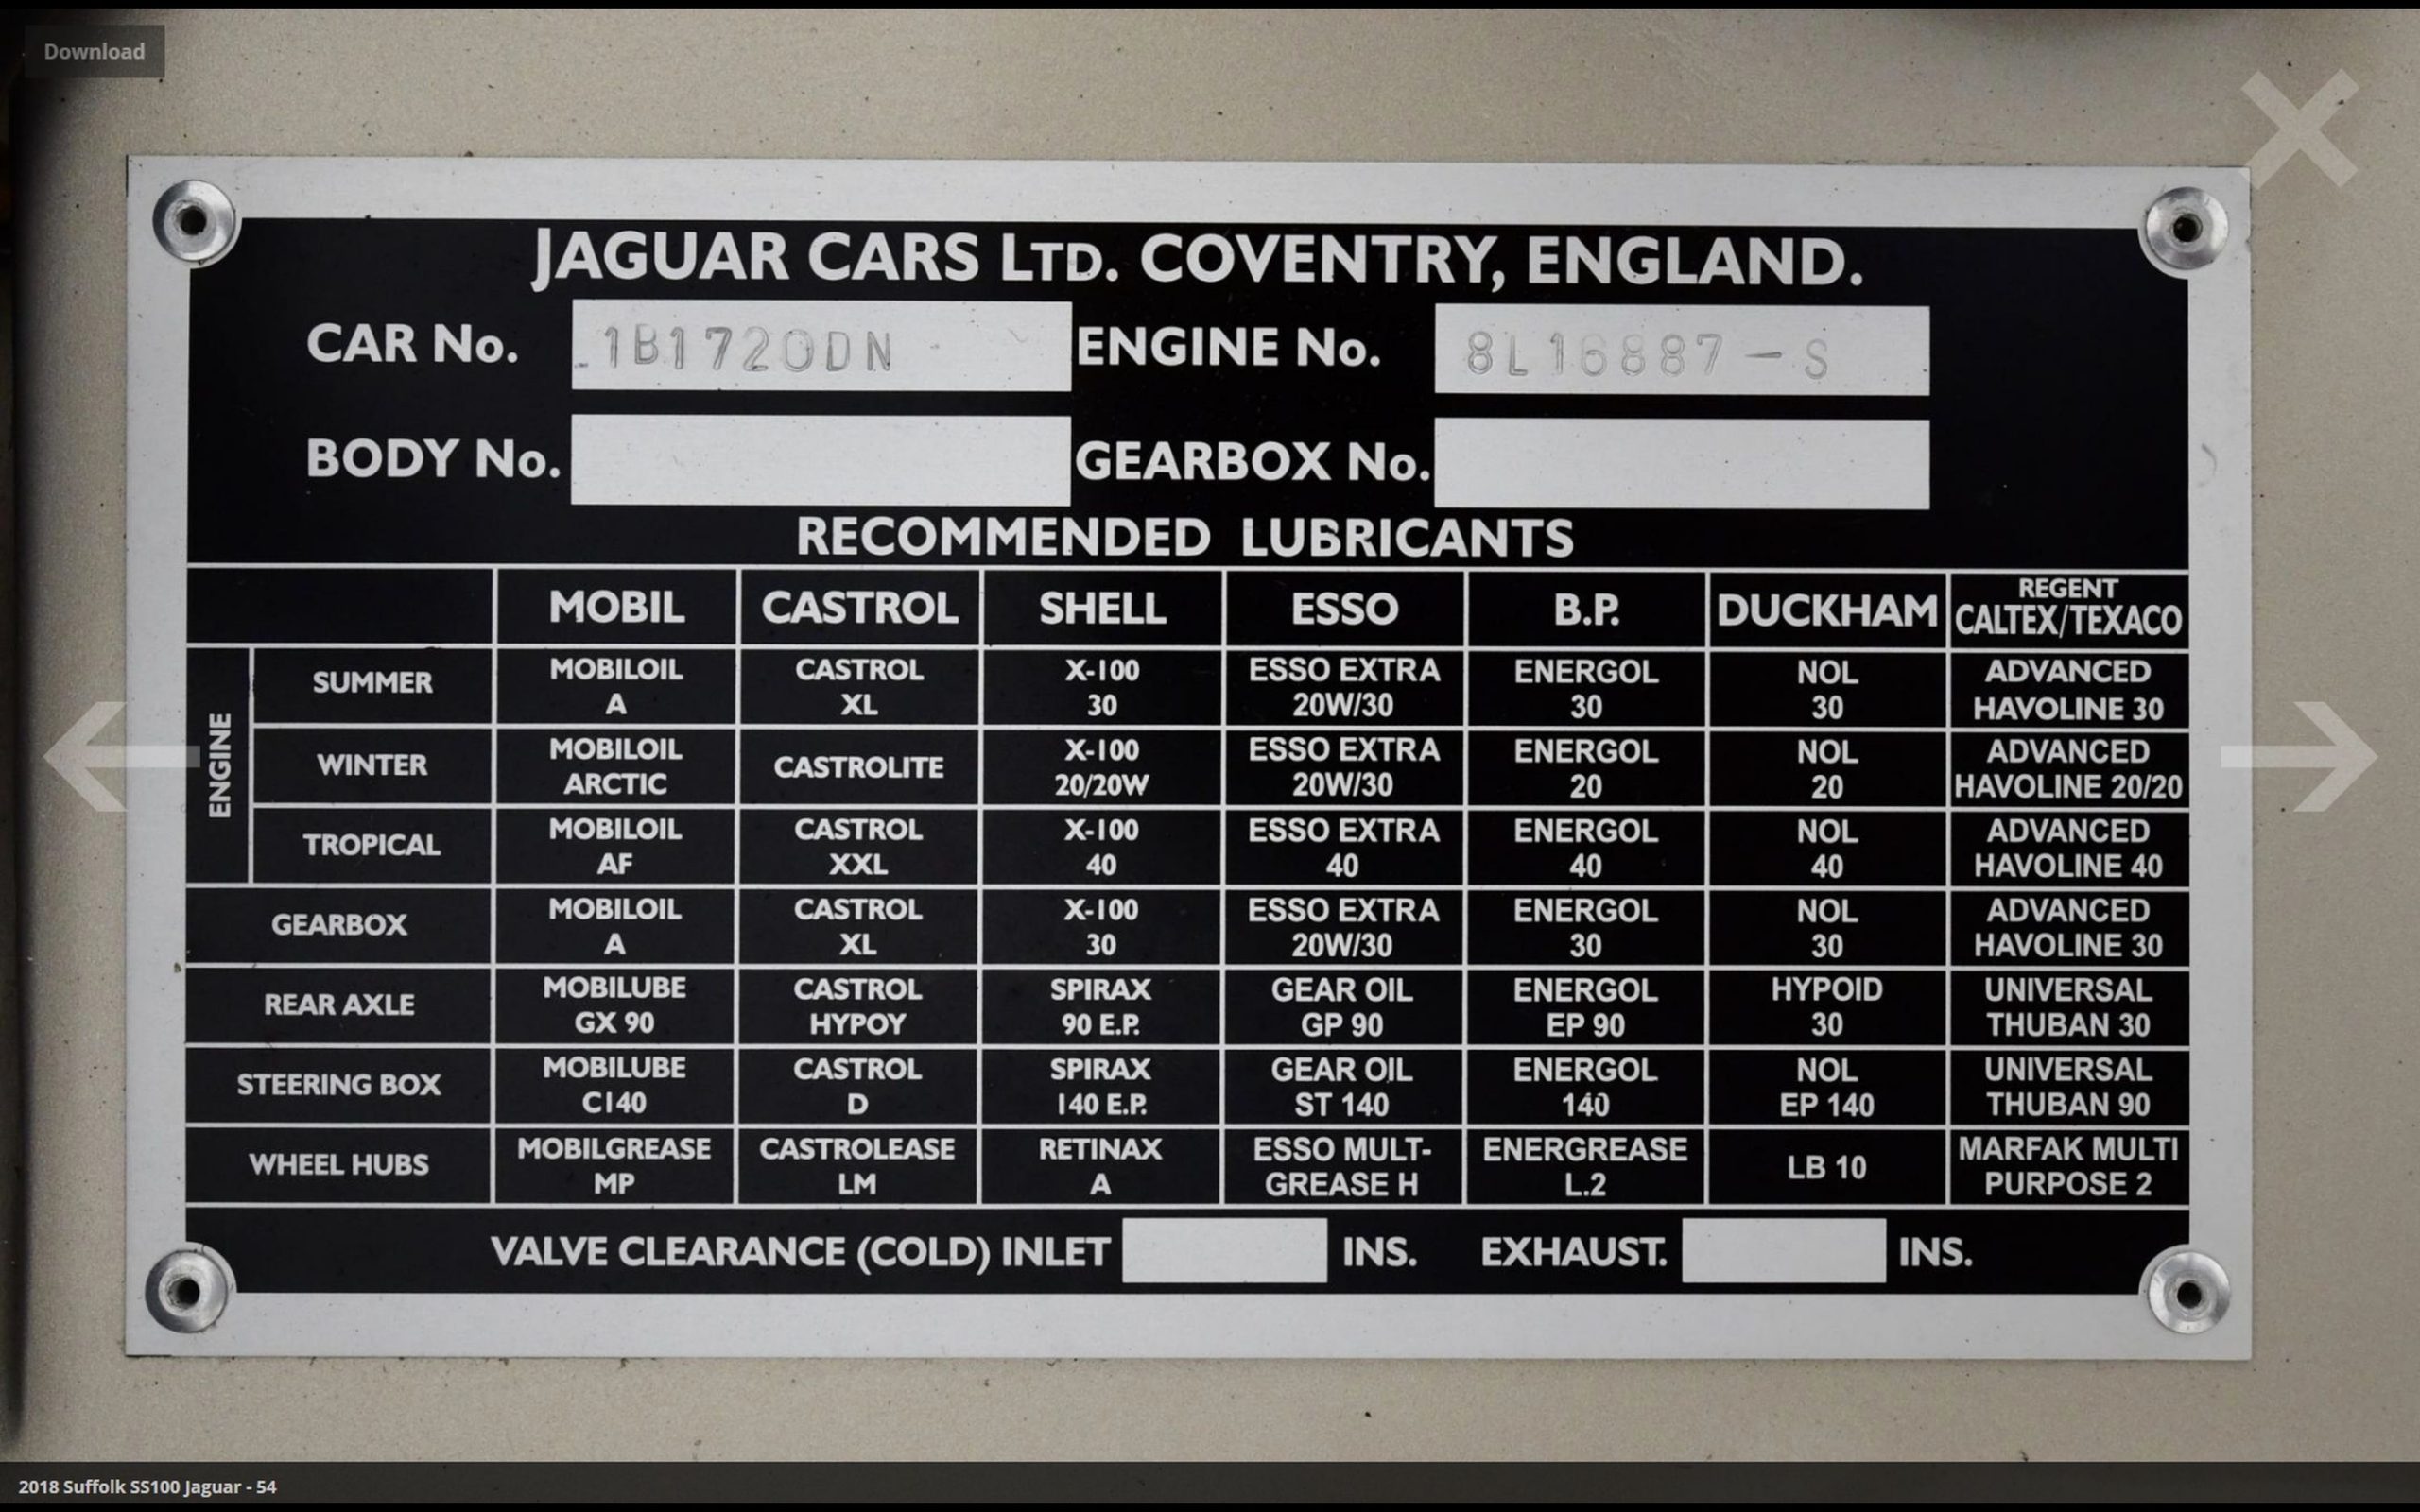 Download
JAGUAR CARS LTD. COVENTRY, ENGLAND.
CAR No. 1B1720DN ENGINE No. 8L16887-S
BODY No. GEARBOX No.
RECOMMENDED LUBRICANTS
MOBIL CASTROL SHELL ESSO B.P. DUCKHAM REGENT CALTEX/TEXACO
ENGINE
SUMMER MOBILOIL A CASTROL XL X-100 30 ESSO EXTRA 20W/30 ENERGOL 30 NOL 30 ADVANCED HAVOLINE 30
WINTER MOBILOIL ARCTIC CASTROLITE X-100 20/20W ESSO EXTRA 20W/30 ENERGOL 20 NOL 20 ADVANCED HAVOLINE 20/20
TROPICAL MOBILOIL AF CASTROL XXL X-100 40 ESSO EXTRA 40 ENERGOL 40 NOL 40 ADVANCED HAVOLINE 40
GEARBOX MOBILOIL A CASTROL XL X-100 30 ESSO EXTRA 20W/30 ENERGOL 30 NOL 30 ADVANCED HAVOLINE 30
REAR AXLE MOBILUBE GX 90 CASTROL HYPOY SPIRAX 90 E.P. GEAR OIL GP 90 ENERGOL EP 90 HYPOID 30 UNIVERSAL THUBAN 30
STEERING BOX MOBILUBE C140 CASTROL D SPIRAX 140 E.P. GEAR OIL ST 140 ENERGOL 140 NOL EP 140 UNIVERSAL THUBAN 90
WHEEL HUBS MOBILGREASE MP CASTROLEASE LM RETINAX A ESSO MULT-GREASE H ENERGREASE L.2 LB 10 MARFAK MULTI PURPOSE 2
VALVE CLEARANCE (COLD) INLET INS. EXHAUST. INS.
2018 Suffolk SS100 Jaguar - 54